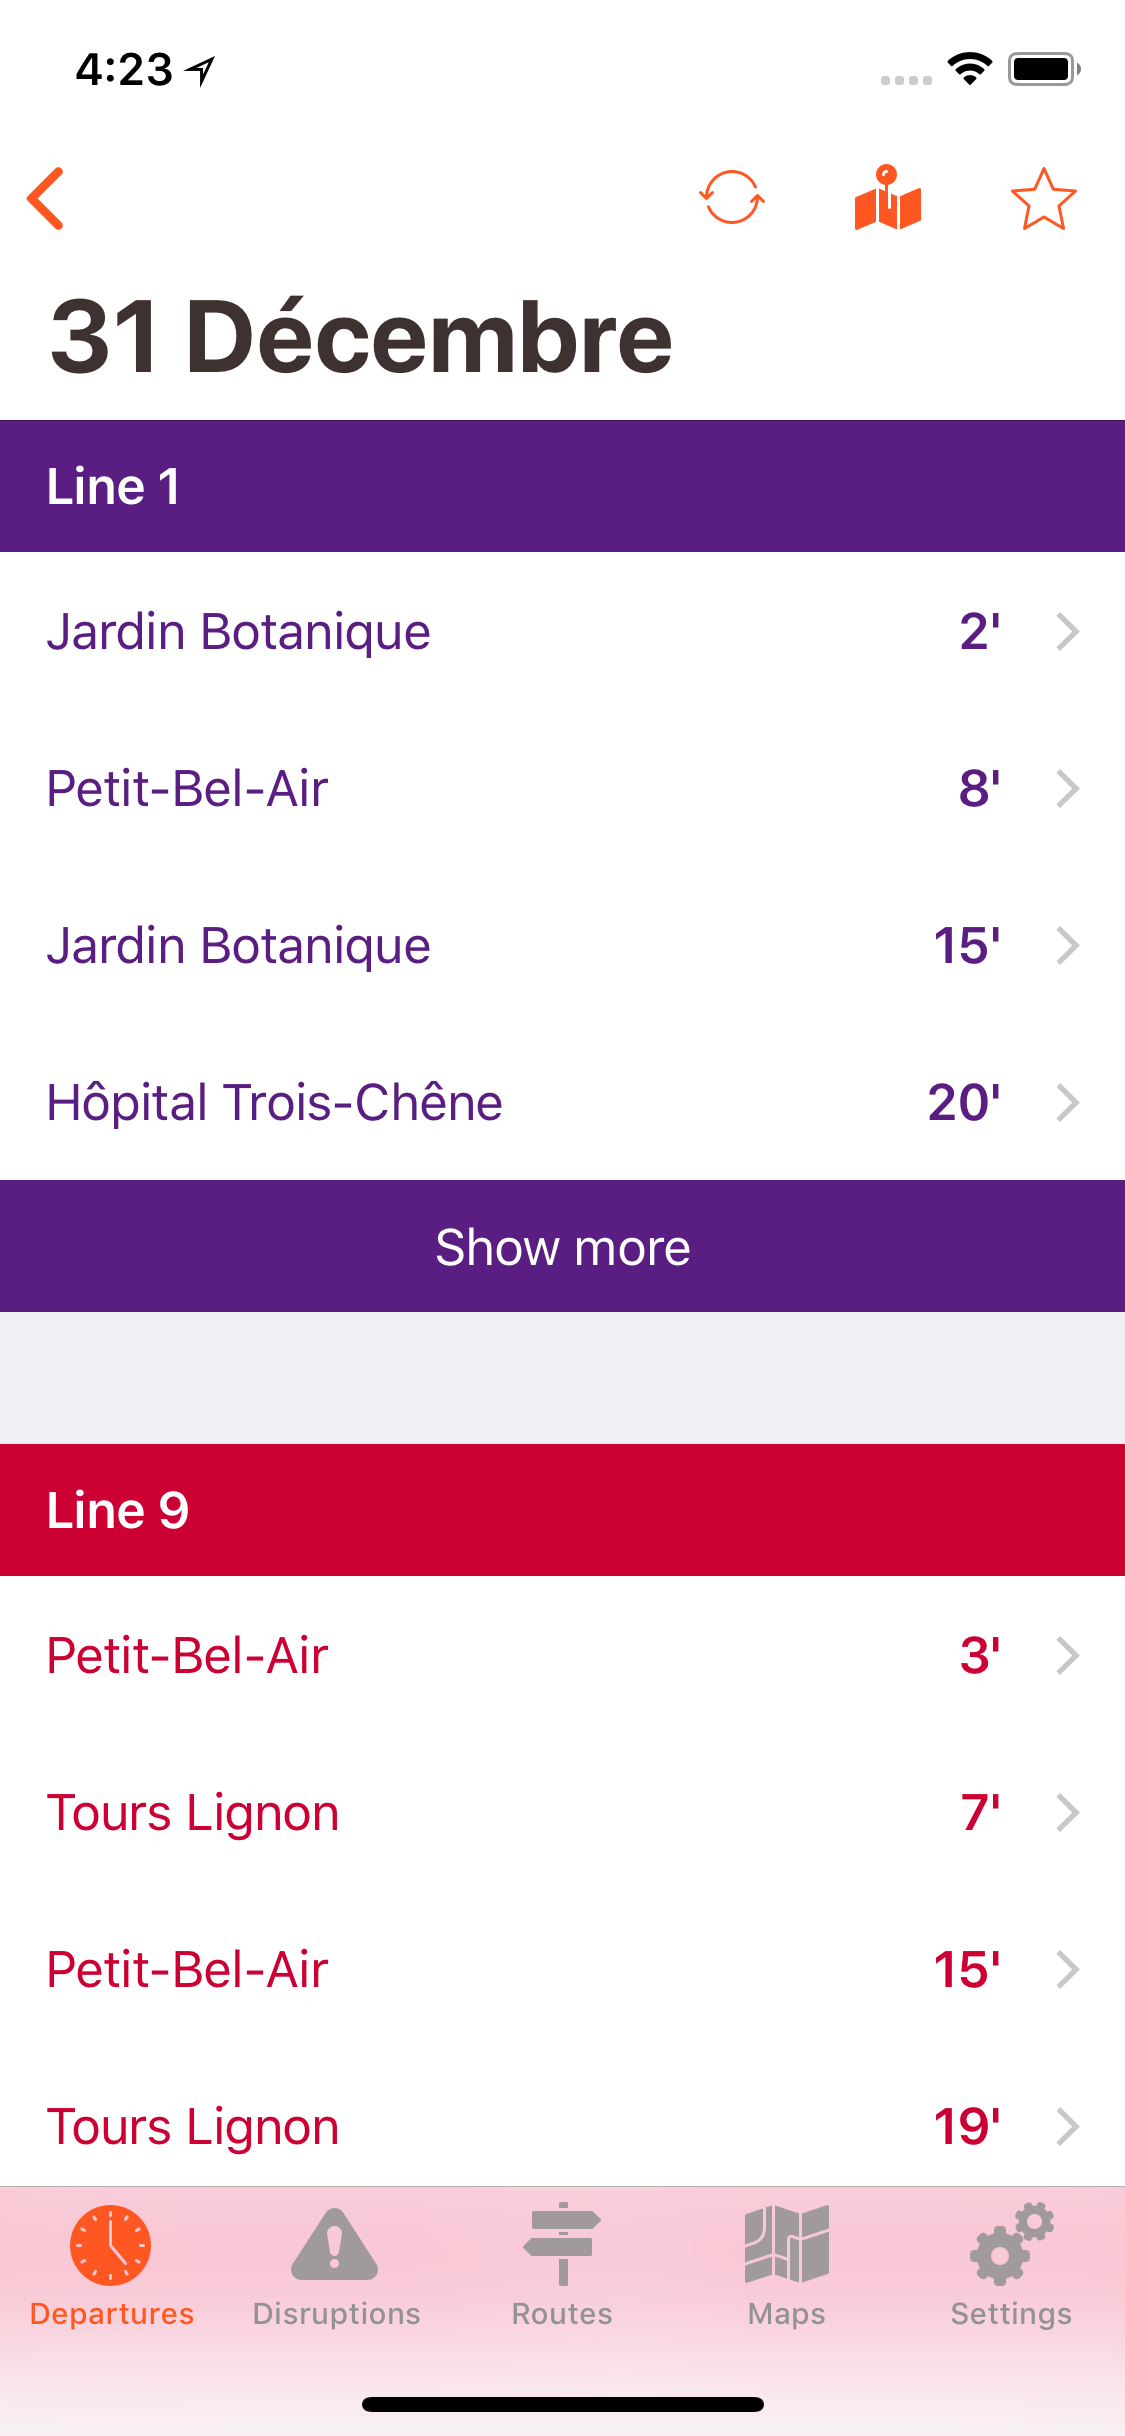 4:23
31 Décembre
Line 1
Jardin Botanique 2'
Petit-Bel-Air 8'
Jardin Botanique 15'
Hôpital Trois-Chêne 20'
Show more
Line 9
Petit-Bel-Air 3'
Tours Lignon 7'
Petit-Bel-Air 15'
Tours Lignon 19'
Departures Disruptions Routes Maps Settings